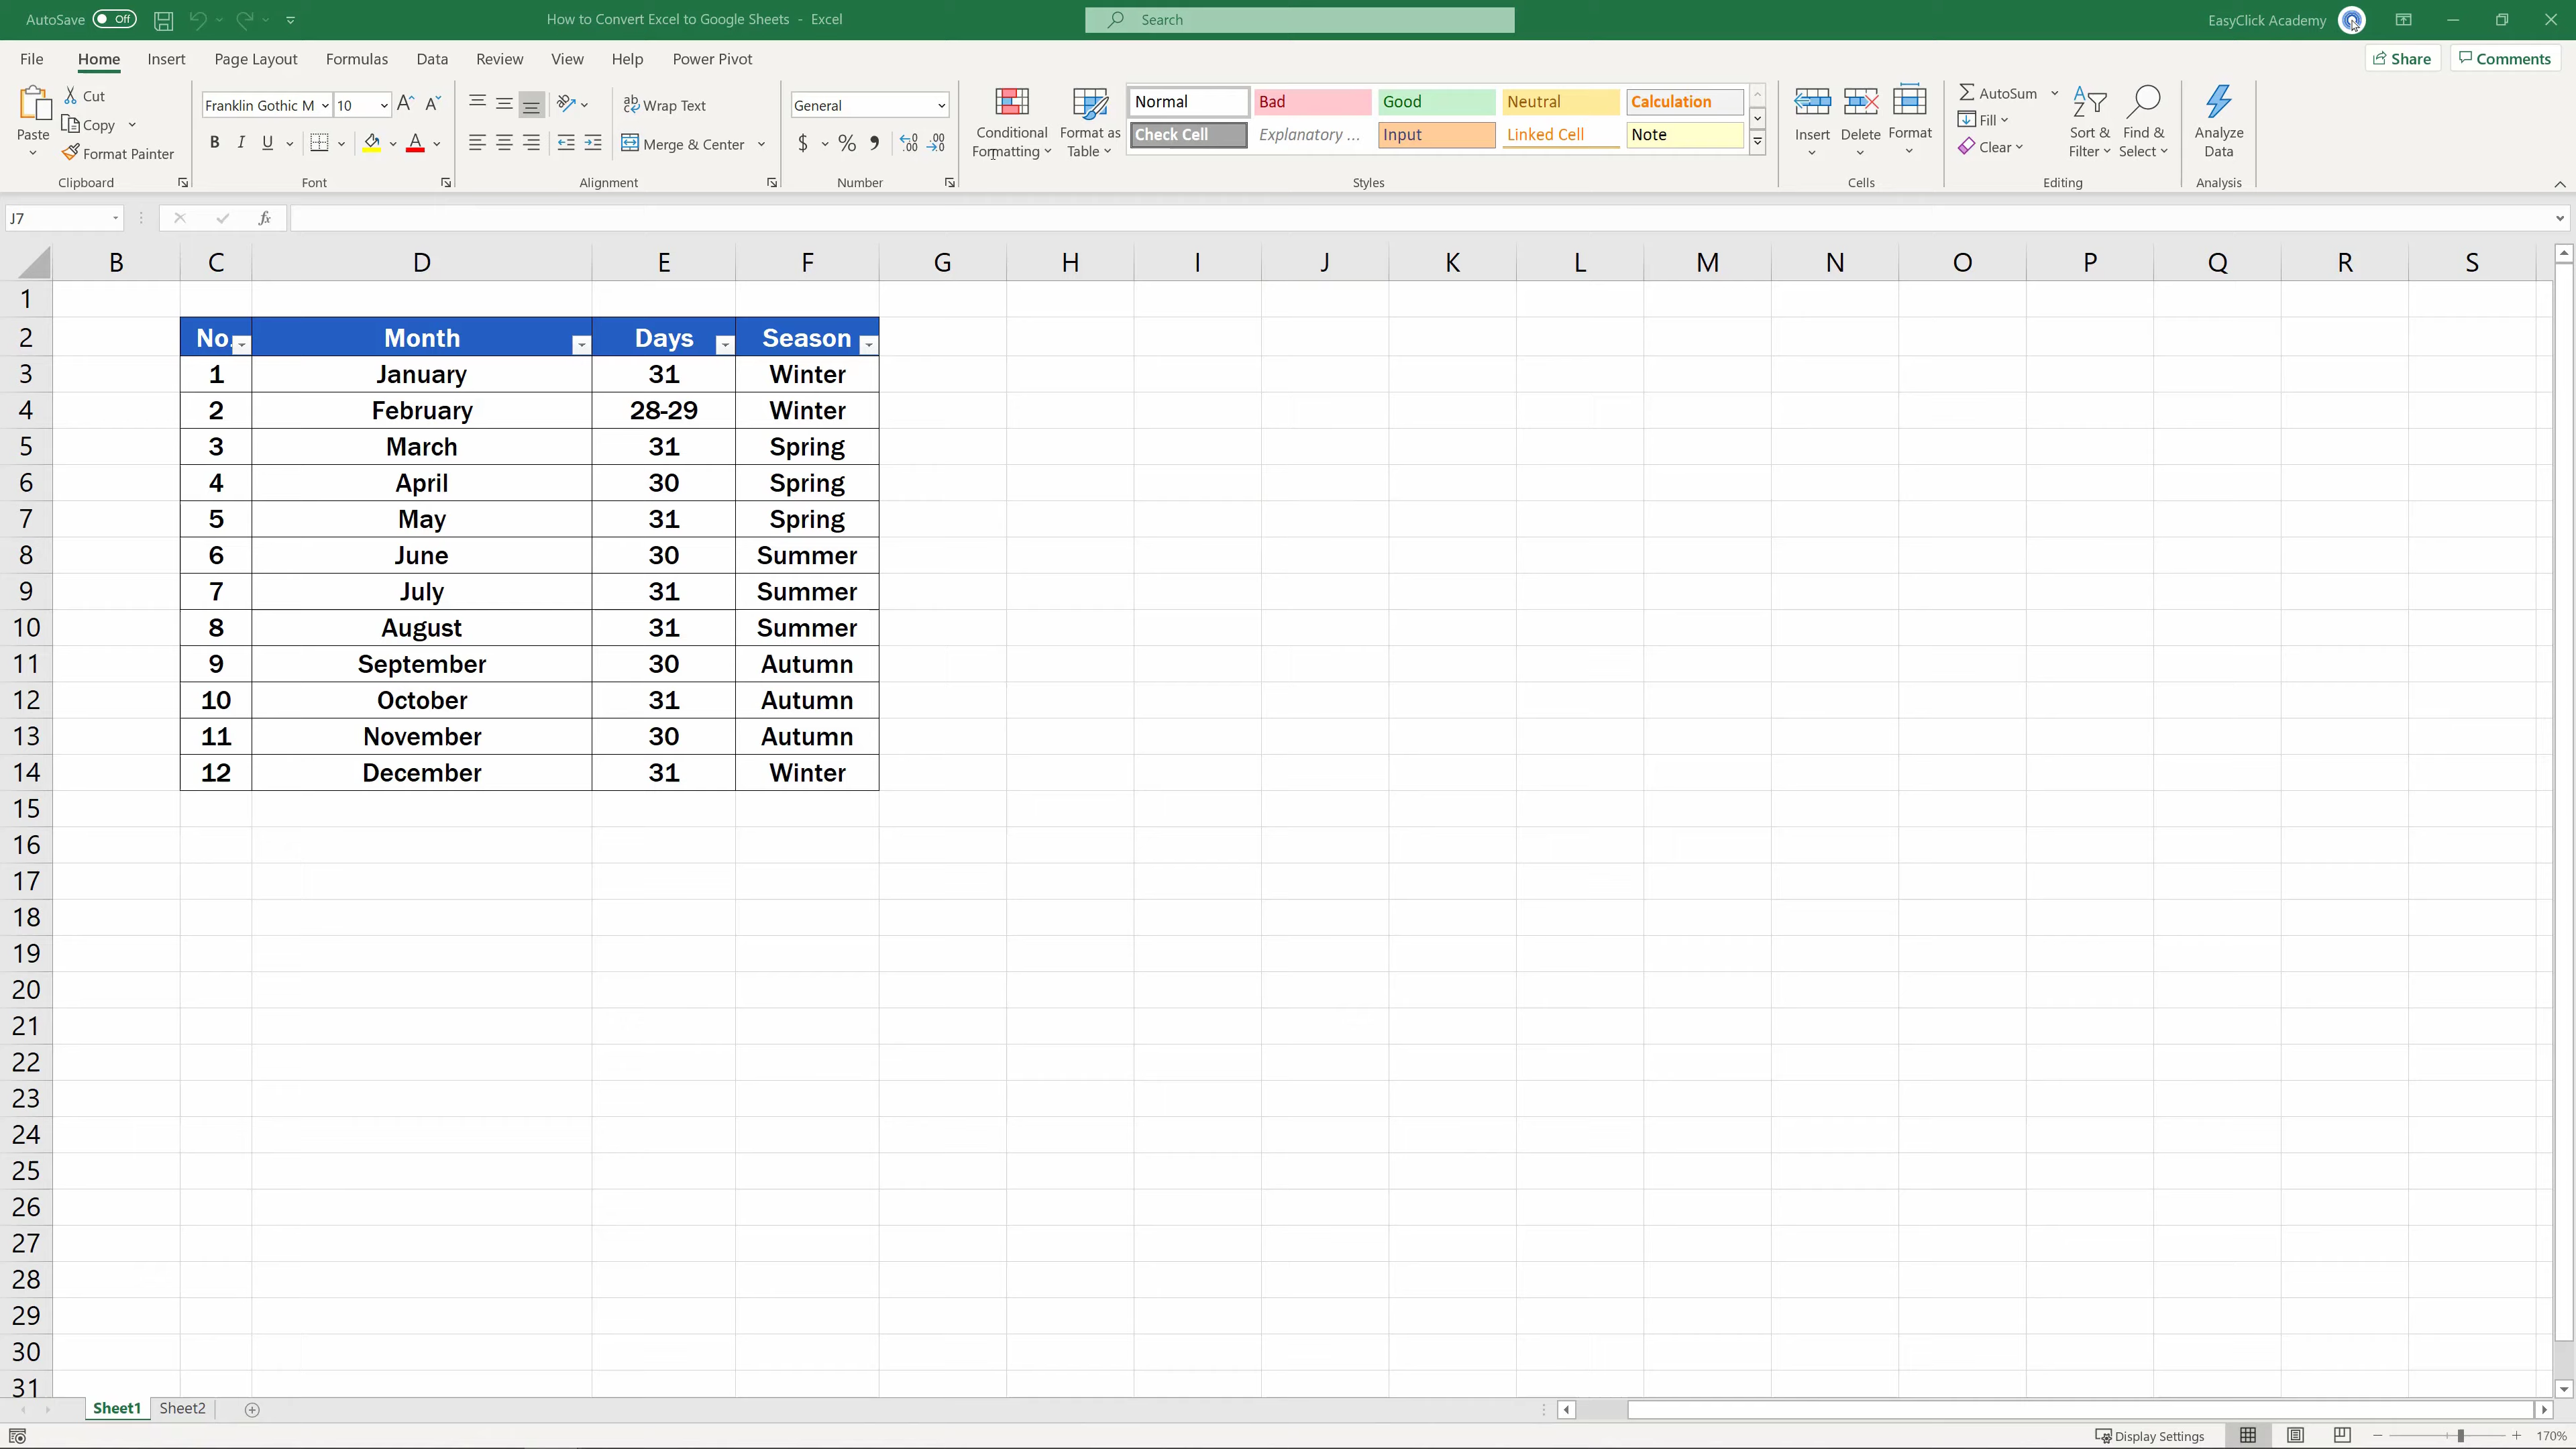 AutoSave Off How to Convert Excel to Google Sheets - Excel Search EasyClick Academy
File Home Insert Page Layout Formulas Data Review View Help Power Pivot Share Comments
Paste Cut Copy Format Painter Clipboard
Franklin Gothic M 10 B I U A Font
ab Wrap Text Merge & Center Alignment
General $ % Number
Conditional Formatting Format as Table
Normal Bad Good Neutral Calculation
Check Cell Explanatory ... Input Linked Cell Note
Styles
Insert Delete Format Cells
AutoSum Fill Clear Sort & Filter Find & Select Editing
Analyze Data Analysis
J7 fx
B C D E F G H I J K L M N O P Q R S
1
2 No. Month Days Season
3 1 January 31 Winter
4 2 February 28-29 Winter
5 3 March 31 Spring
6 4 April 30 Spring
7 5 May 31 Spring
8 6 June 30 Summer
9 7 July 31 Summer
10 8 August 31 Summer
11 9 September 30 Autumn
12 10 October 31 Autumn
13 11 November 30 Autumn
14 12 December 31 Winter
15
16
17
18
19
20
21
22
23
24
25
26
27
28
29
30
31
Sheet1 Sheet2
Display Settings 170%